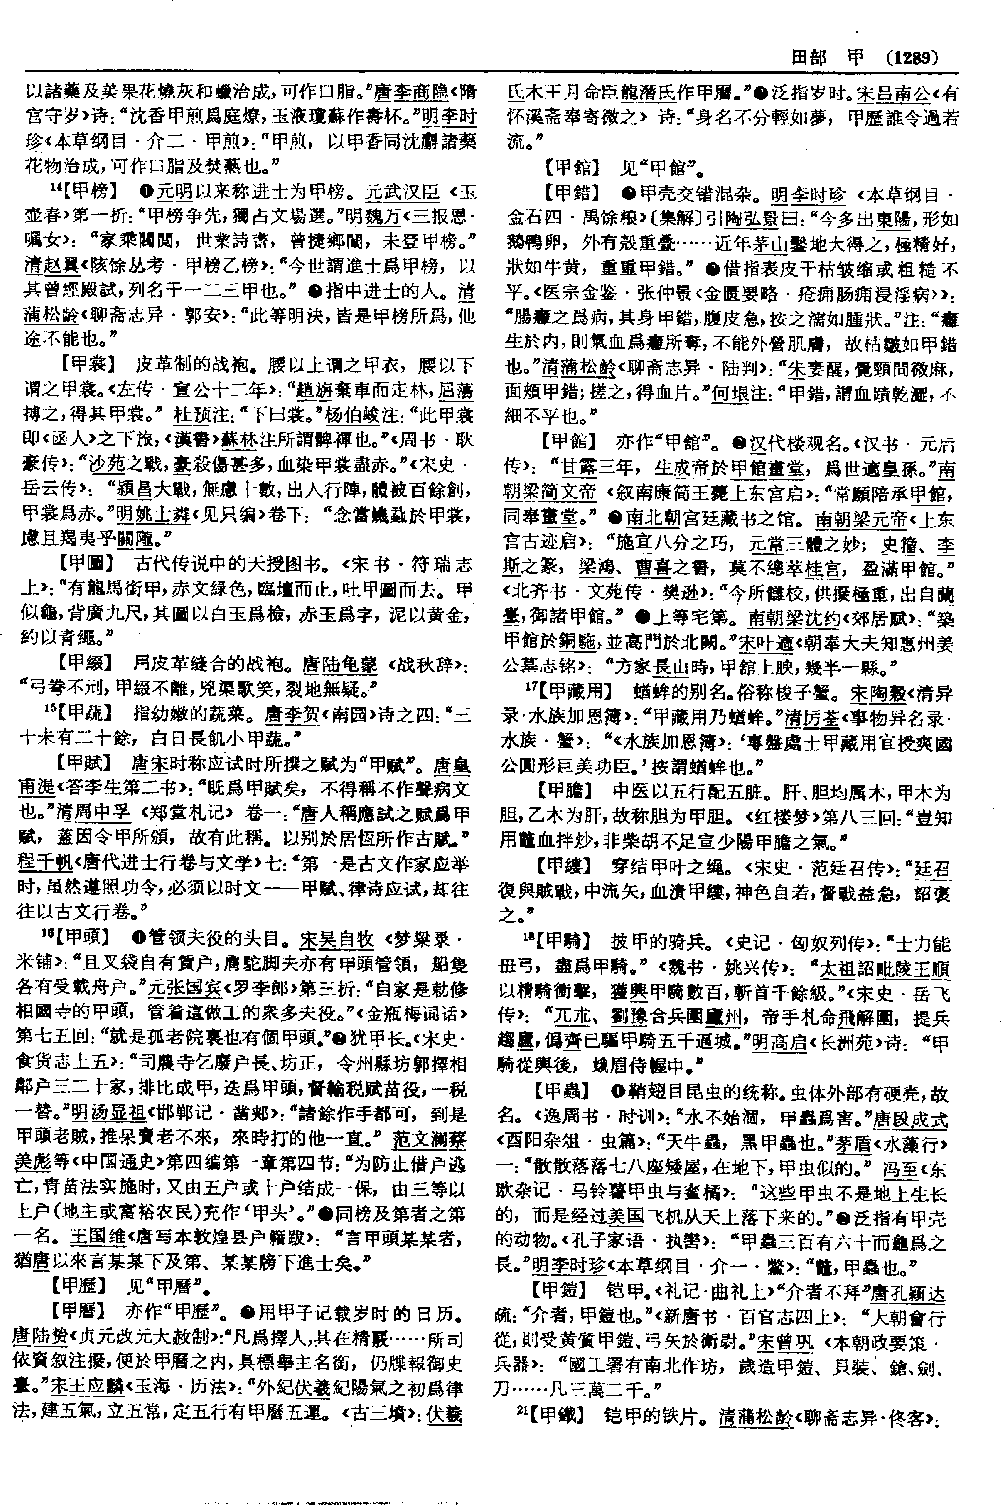 田部 甲 (1289)
以諸藥及美果花燒灰和蠟治成,可作口脂。”唐李商隐《隋
宫守岁》诗:“沈香甲煎爲庭燎,玉液瓊蘇作壽杯。”明李时
珍《本草纲目·介二·甲煎》:“甲煎,以甲香同沈麝諸藥
花物治成,可作口脂及焚爇也。”
14【甲榜】 ❶元明以来称进士为甲榜。元武汉臣《玉
壶春》第一折:“甲榜争先,獨占文場選。”明魏万《三报恩·
嘱女》:“家乘閥閲,世業詩書,曾捷鄉闈,未登甲榜。”
清赵翼《陔馀丛考·甲榜乙榜》:“今世謂進士爲甲榜,以
其曾經殿試,列名于一二三甲也。”❷指中进士的人。清
蒲松龄《聊斋志异·郭安》:“此等明決,皆是甲榜所爲,他
途不能也。”
【甲裳】 皮革制的战袍。腰以上谓之甲衣,腰以下
谓之甲裳。《左传·宣公十二年》:“趙旃棄車而走林,屈蕩
搏之,得其甲裳。”杜预注:“下曰裳。”杨伯峻注:“此甲裳
即《函人》之下旅,《漢書》蘇林注所謂髀褌也。”《周书·耿
豪传》:“沙苑之戰,豪殺傷甚多,血染甲裳盡赤。”《宋史·
岳云传》:“潁昌大戰,無慮十數,出入行陣,體被百餘創,
甲裳爲赤。”明姚士粦《见只编》卷下:“念當蟣蝨於甲裳,
慮且羯夷乎關隴。”
【甲圖】 古代传说中的天授图书。《宋书·符瑞志
上》:“有龍馬銜甲,赤文緑色,臨壇而止,吐甲圖而去。甲
似龜,背廣九尺,其圖以白玉爲檢,赤玉爲字,泥以黄金,
約以青繩。”
【甲綴】 用皮革缝合的战袍。唐陆龟蒙《战秋辞》:
“弓弮不刓,甲綴不離,兇渠歌笑,裂地無疑。”
15【甲疏】 指幼嫩的蔬菜。唐李贺《南园》诗之四:“三
十未有二十餘,白日長飢小甲蔬。”
【甲賦】 唐宋时称应试时所撰之赋为“甲赋”。唐皇
甫湜《答李生第二书》:“既爲甲賦矣,不得稱不作聲病文
也。”清周中孚《郑堂札记》卷一:“唐人稱應試之賦爲甲
賦,蓋因令甲所頒,故有此稱。以别於居恆所作古賦。”
程千帆《唐代进士行卷与文学》七:“第一是古文作家应举
时,虽然遵照功令,必须以时文——甲赋、律诗应试,却往
往以古文行卷。”
16【甲頭】 ❶管领夫役的头目。宋吴自牧《梦粱录·
米铺》:“且叉袋自有賃户,肩駝脚夫亦有甲頭管領,船隻
各有受載舟户。”元张国宾《罗李郎》第三折:“自家是勅修
相國寺的甲頭,管着這做工的衆多夫役。”《金瓶梅词话》
第七五回:“就是孤老院裏也有個甲頭。”❷犹甲长。《宋史·
食货志上五》:“司農寺乞廢户長、坊正,令州縣坊郭擇相
鄰户三二十家,排比成甲,迭爲甲頭,督輸税賦苗役,一税
一替。”明汤显祖《邯郸记·凿郏》:“諸餘作手都可,到是
甲頭老賊,推呆賣老不來,來時打的他一直。”范文澜蔡
美彪等《中国通史》第四编第一章第四节:“为防止借户逃
亡,青苗法实施时,又由五户或十户结成一保,由三等以
上户(地主或富裕农民)充作‘甲头’。”❸同榜及第者之第
一名。王国维《唐写本敦煌县户籍跋》:“言甲頭某某者,
猶唐以來言某某下及第、某某牓下進士矣。”
【甲歷】 见“甲曆”。
【甲曆】 亦作“甲歷”。❶用甲子记载岁时的日历。
唐陆贽《贞元改元大赦制》:“凡爲擇人,其在精覈……所司
依資叙注擬,便於甲曆之内,具標舉主名銜,仍牒報御史
臺。”宋王应麟《玉海·历法》:“外紀伏羲紀陽氣之初爲律
法,建五氣,立五常,定五行有甲曆五運。《古三墳》:伏羲
氏木王月命臣龍潛氏作甲曆。”❷泛指岁时。宋吕南公《有
怀溪斋奉寄微之》诗:“身名不分輕如夢,甲歷誰令過若
流。”
【甲錧】 见“甲館”。
【甲錯】 ❶甲壳交错混杂。明李时珍《本草纲目·
金石四·禹馀粮》〔集解〕引陶弘景曰:“今多出東陽,形如
鵝鴨卵,外有殼重疊……近年茅山鑿地大得之,極精好,
狀如牛黄,重重甲錯。”❷借指表皮干枯皱缩或粗糙不
平。《医宗金鉴·张仲景〈金匮要略·疮痈肠痈浸淫病〉》:
“腸癰之爲病,其身甲錯,腹皮急,按之濡如腫狀。”注:“癰
生於内,則氣血爲癰所奪,不能外營肌膚,故枯皺如甲錯
也。”清蒲松龄《聊斋志异·陆判》:“朱妻醒,覺頸間微麻,
面頰甲錯;搓之,得血片。”何垠注:“甲錯,謂血蹟乾澀,不
細不平也。”
【甲館】 亦作“甲舘”。❶汉代楼观名。《汉书·元后
传》:“甘露三年,生成帝於甲館畫堂,爲世適皇孫。”南
朝梁简文帝《叙南康简王薨上东宫启》:“常願陪承甲館,
同奉畫堂。”❷南北朝宫廷藏书之馆。南朝梁元帝《上东
宫古迹启》:“施宜八分之巧,元常三體之妙;史籀、李
斯之篆,梁鴻、曹喜之書,莫不總萃桂宫,盈滿甲館。”
《北齐书·文苑传·樊逊》:“今所讎校,供擬極重,出自蘭
臺,御諸甲館。”❸上等宅第。南朝梁沈约《郊居赋》:“築
甲館於銅駝,並高門於北闕。”宋叶適《朝奉大夫知惠州姜
公墓志铭》:“方家長山時,甲舘上腴,幾半一縣。”
17【甲藏用】 蝤蛑的别名。俗称梭子蟹。宋陶榖《清异
录·水族加恩簿》:“甲藏用乃蝤蛑。”清厉荃《事物异名录·
水族·蟹》:“《水族加恩簿》:‘專盤處士甲藏用宜授爽國
公圓形巨美功臣。’按謂蝤蛑也。”
【甲膽】 中医以五行配五脏。肝、胆均属木,甲木为
胆,乙木为肝,故称胆为甲胆。《红楼梦》第八三回:“豈知
用鼈血拌炒,非柴胡不足宣少陽甲膽之氣。”
【甲縷】 穿结甲叶之绳。《宋史·范廷召传》:“廷召
復與賊戰,中流矢,血漬甲縷,神色自若,督戰益急,詔褒
之。”
18【甲騎】 披甲的骑兵。《史记·匈奴列传》:“士力能
毌弓,盡爲甲騎。”《魏书·姚兴传》:“太祖詔毗陵王順
以精騎衝擊,獲興甲騎數百,斬首千餘級。”《宋史·岳飞
传》:“兀朮、劉豫合兵圍廬州,帝手札命飛解圍,提兵
趨廬,僞齊已驅甲騎五千逼城。”明高启《长洲苑》诗:“甲
騎從輿後,蛾眉侍幄中。”
【甲蟲】 ❶鞘翅目昆虫的统称。虫体外部有硬壳,故
名。《逸周书·时训》:“水不始涸,甲蟲爲害。”唐段成式
《酉阳杂俎·虫篇》:“天牛蟲,黑甲蟲也。”茅盾《水藻行》
一:“散散落落七八座矮屋,在地下,甲虫似的。”冯至《东
欧杂记·马铃薯甲虫与蜜橘》:“这些甲虫不是地上生长
的,而是经过美国飞机从天上落下来的。”❷泛指有甲壳
的动物。《孔子家语·执辔》:“甲蟲三百有六十而龜爲之
長。”明李时珍《本草纲目·介一·鳖》:“鼈,甲蟲也。”
【甲鎧】 铠甲。《礼记·曲礼上》“介者不拜”唐孔颖达
疏:“介者,甲鎧也。”《新唐书·百官志四上》:“大朝會行
從,則受黄質甲鎧、弓矢於衛尉。”宋曾巩《本朝政要策·
兵器》:“國工署有南北作坊,歲造甲鎧、具裝、鎗、劍、
刀……凡三萬二千。”
21【甲鐵】 铠甲的铁片。清蒲松龄《聊斋志异·佟客》: